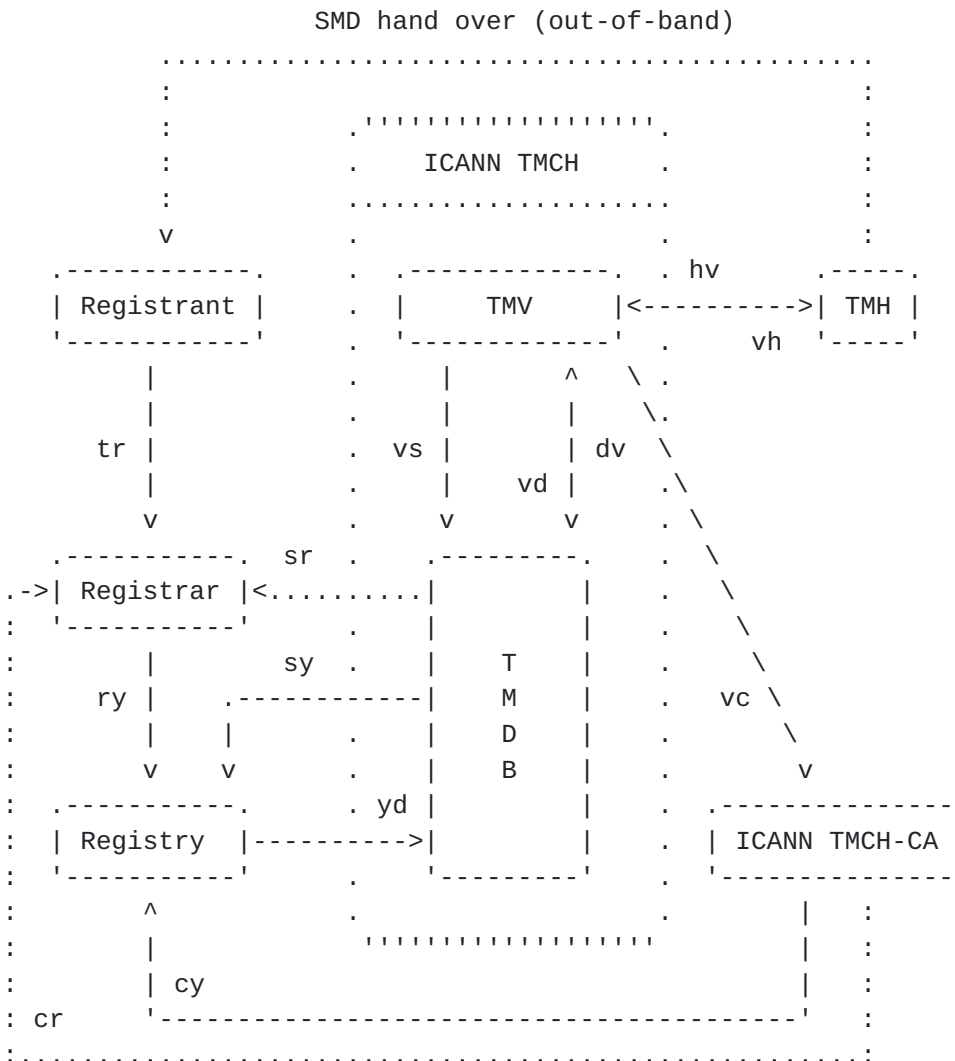 SMD hand over (out-of-band)
ICANN TMCH
hv
Registrant TMV TMH
vh
tr vs dv
vd
sr
Registrar
sy T
ry M vc
D
B
yd
Registry ICANN TMCH-CA
cy
cr